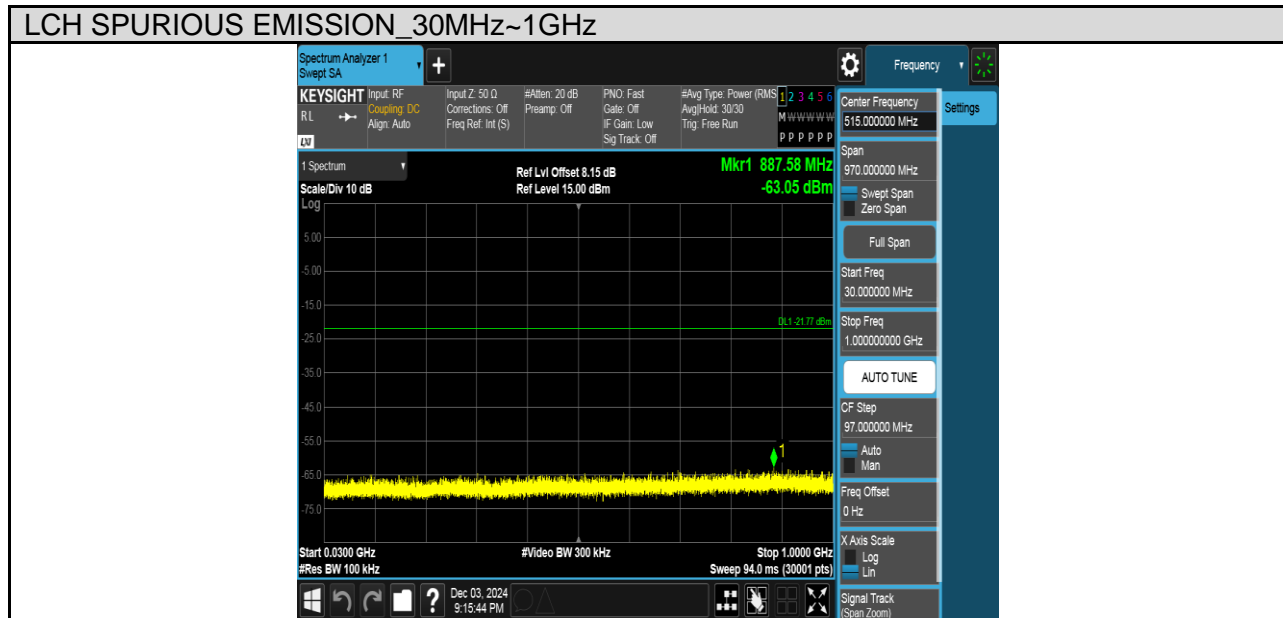 LCH SPURIOUS EMISSION_30MHz~1GHz
Spectrum Analyzer 1
Swept SA
+
Frequency
KEYSIGHT
RL
LXI
Input: RF
Coupling: DC
Align: Auto
Input Z: 50 Ω
Corrections: Off
Freq Ref: Int (S)
#Atten: 20 dB
Preamp: Off
PNO: Fast
Gate: Off
IF Gain: Low
Sig Track: Off
#Avg Type: Power (RMS
Avg|Hold: 30/30
Trig: Free Run
1 2 3 4 5 6
M W W W W W
P P P P P P
1 Spectrum
Scale/Div 10 dB
Log
Ref Lvl Offset 8.15 dB
Ref Level 15.00 dBm
Mkr1 887.58 MHz
-63.05 dBm
5.00
-5.00
-15.0
DL1 -21.77 dBm
-25.0
-35.0
-45.0
-55.0
1
-65.0
-75.0
Start 0.0300 GHz
#Res BW 100 kHz
#Video BW 300 kHz
Stop 1.0000 GHz
Sweep 94.0 ms (30001 pts)
?
Dec 03, 2024
9:15:44 PM
Settings
Center Frequency
515.000000 MHz
Span
970.000000 MHz
Swept Span
Zero Span
Full Span
Start Freq
30.000000 MHz
Stop Freq
1.000000000 GHz
AUTO TUNE
CF Step
97.000000 MHz
Auto
Man
Freq Offset
0 Hz
X Axis Scale
Log
Lin
Signal Track
(Span Zoom)